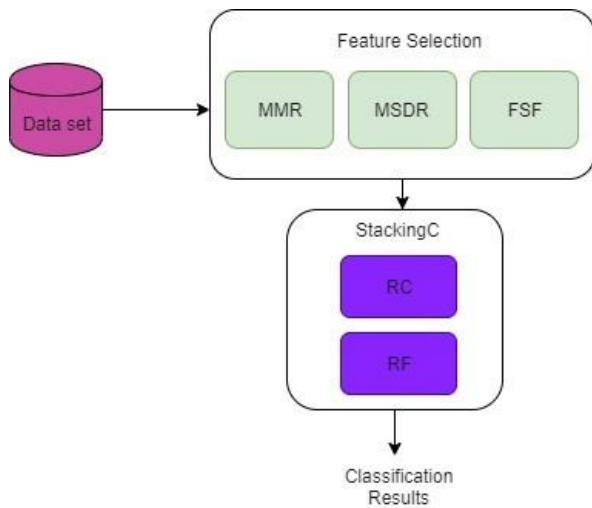 Feature Selection
Data set
MMR
MSDR
FSF
StackingC
RC
RF
Classification
Results